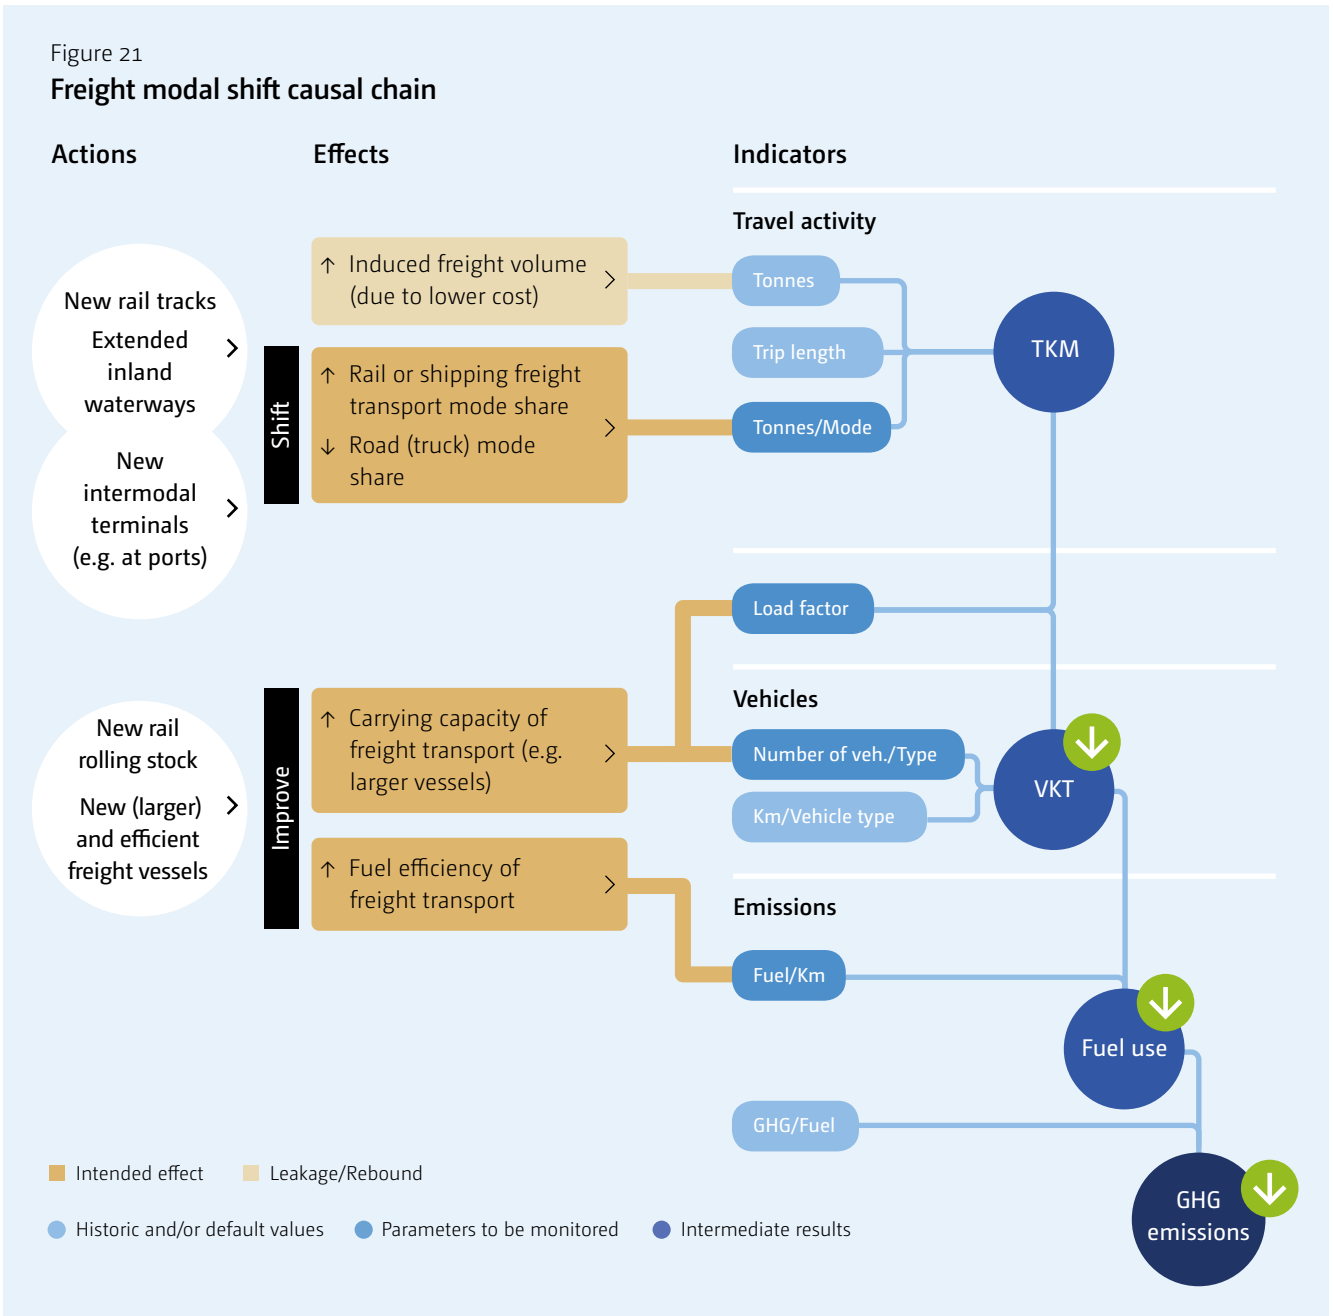 Figure 21
Freight modal shift causal chain
Actions
Effects
Indicators
Travel activity
New rail tracks
Extended
inland
waterways
New
intermodal
terminals
(e.g. at ports)
↑ Induced freight volume
(due to lower cost)
Shift
↑ Rail or shipping freight
transport mode share
↓ Road (truck) mode
share
Tonnes
Trip length
Tonnes/Mode
TKM
Load factor
New rail
rolling stock
New (larger)
and efficient
freight vessels
Improve
↑ Carrying capacity of
freight transport (e.g.
larger vessels)
↑ Fuel efficiency of
freight transport
Vehicles
Number of veh./Type
Km/Vehicle type
VKT
Emissions
Fuel/Km
Fuel use
GHG/Fuel
GHG
emissions
Intended effect
Leakage/Rebound
Historic and/or default values
Parameters to be monitored
Intermediate results